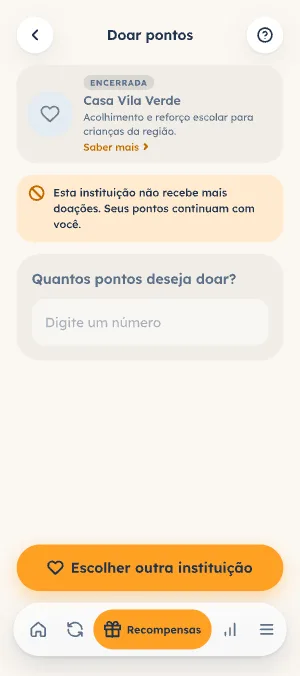 Doar pontos
ENCERRADA
Casa Vila Verde
Acolhimento e reforço escolar para
crianças da região.
Saber mais
Esta instituição não recebe mais
doações. Seus pontos continuam com
você.
Quantos pontos deseja doar?
Digite um número
Escolher outra instituição
Recompensas